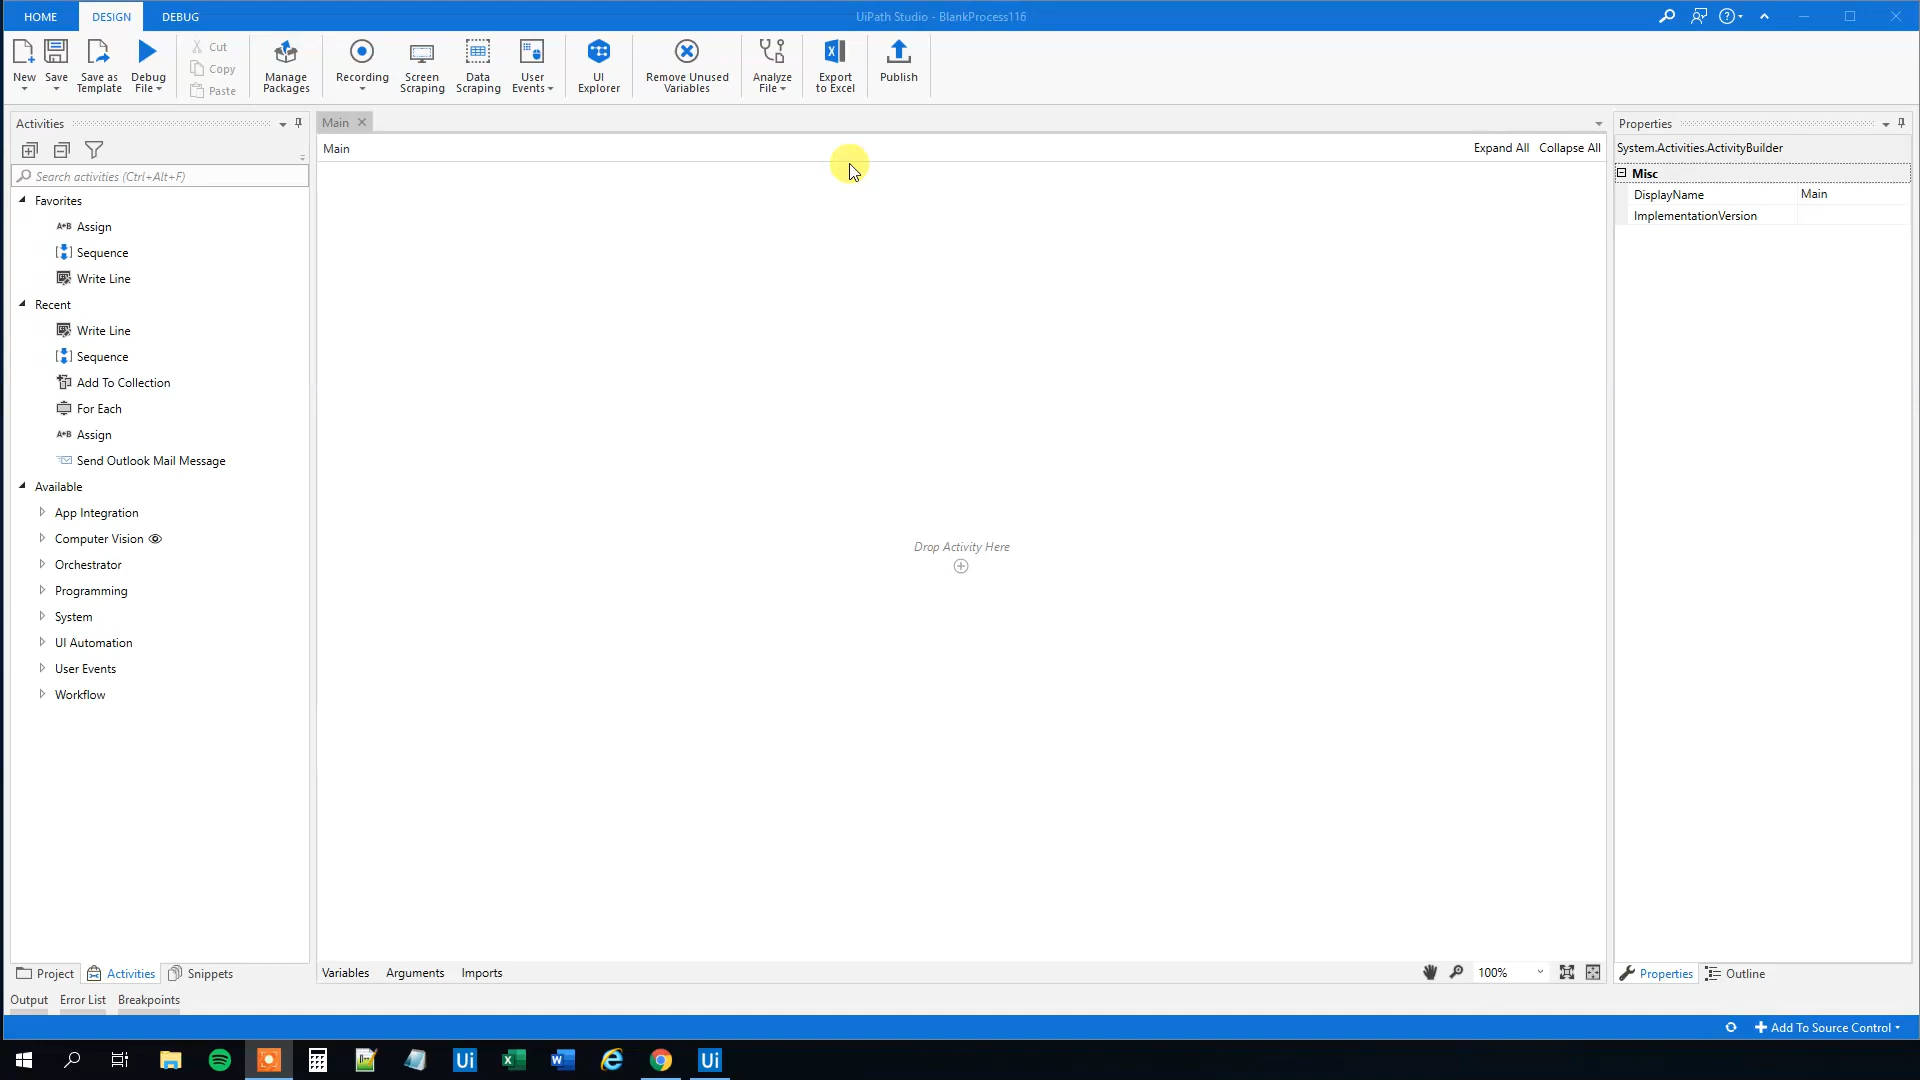 HOME DESIGN DEBUG
UiPath Studio - BlankProcess116
New
Save
Save as
Template
Debug
File
Cut
Copy
Paste
Manage
Packages
Recording
Screen
Scraping
Data
Scraping
User
Events
UI
Explorer
Remove Unused
Variables
Analyze
File
Export
to Excel
Publish
Activities
Search activities (Ctrl+Alt+F)
Favorites
A*B Assign
Sequence
Write Line
Recent
Write Line
Sequence
Add To Collection
For Each
A*B Assign
Send Outlook Mail Message
Available
App Integration
Computer Vision
Orchestrator
Programming
System
UI Automation
User Events
Workflow
Project Activities Snippets
Main
Main
Expand All Collapse All
Drop Activity Here
Variables Arguments Imports
100%
Properties
System.Activities.ActivityBuilder
Misc
DisplayName Main
ImplementationVersion
Properties Outline
Output Error List Breakpoints
Add To Source Control
Ui
Ui